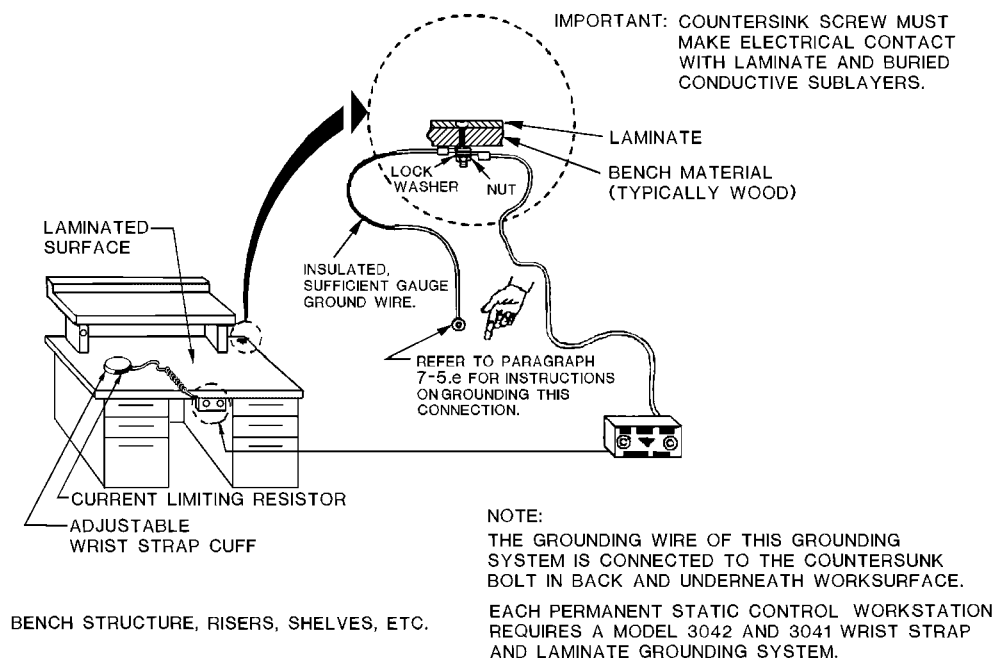 IMPORTANT: COUNTERSINK SCREW MUST
MAKE ELECTRICAL CONTACT
WITH LAMINATE AND BURIED
CONDUCTIVE SUBLAYERS.
LAMINATE
BENCH MATERIAL
(TYPICALLY WOOD)
LOCK
WASHER
NUT
LAMINATED
SURFACE
INSULATED,
SUFFICIENT GAUGE
GROUND WIRE.
REFER TO PARAGRAPH
7-5.e FOR INSTRUCTIONS
ON GROUNDING THIS
CONNECTION.
CURRENT LIMITING RESISTOR
ADJUSTABLE
WRIST STRAP CUFF
NOTE:
THE GROUNDING WIRE OF THIS GROUNDING
SYSTEM IS CONNECTED TO THE COUNTERSUNK
BOLT IN BACK AND UNDERNEATH WORKSURFACE.
BENCH STRUCTURE, RISERS, SHELVES, ETC.
EACH PERMANENT STATIC CONTROL WORKSTATION
REQUIRES A MODEL 3042 AND 3041 WRIST STRAP
AND LAMINATE GROUNDING SYSTEM.